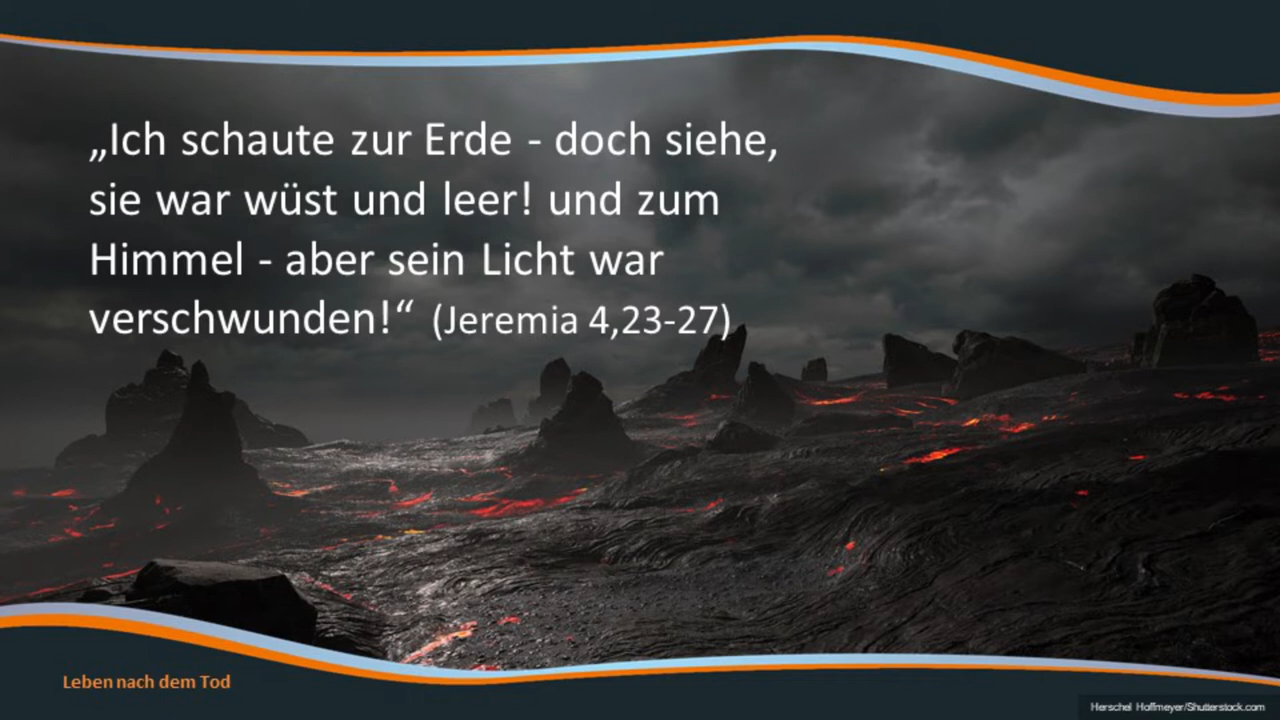 „Ich schaute zur Erde - doch siehe,
sie war wüst und leer! und zum
Himmel - aber sein Licht war
verschwunden!“ (Jeremia 4,23-27)
Leben nach dem Tod
Herschel Hoffmeyer/Shutterstock.com